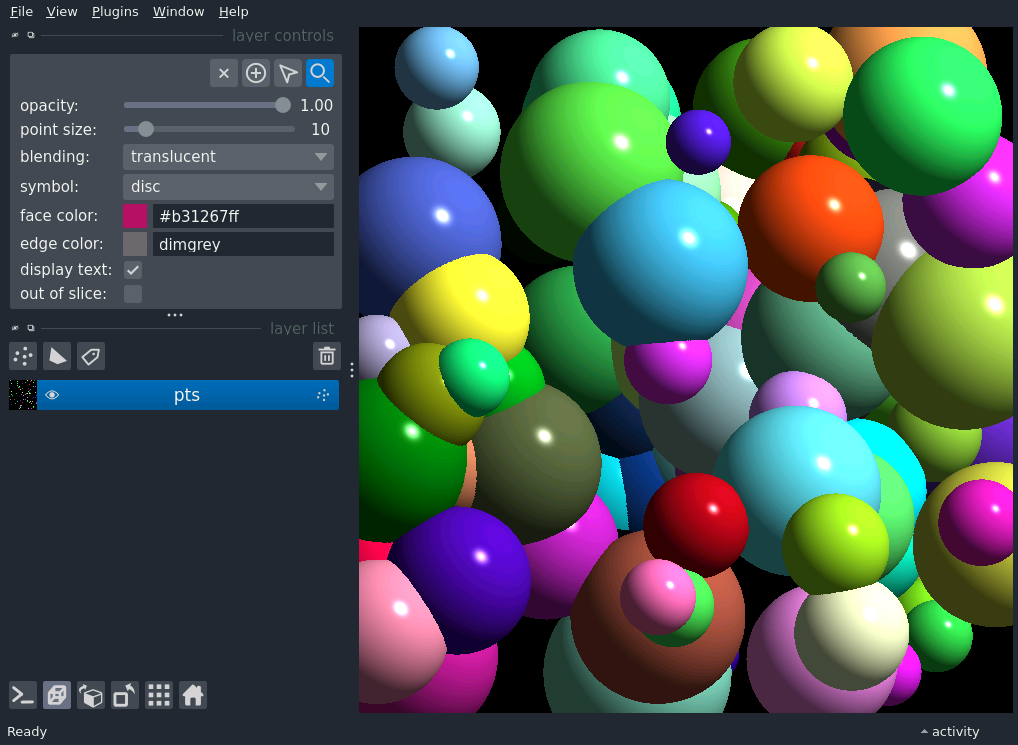 File View Plugins Window Help
layer controls
opacity: 1.00
point size: 10
blending: translucent
symbol: disc
face color: #b31267ff
edge color: dimgrey
display text:
out of slice:
layer list
pts
Ready
activity